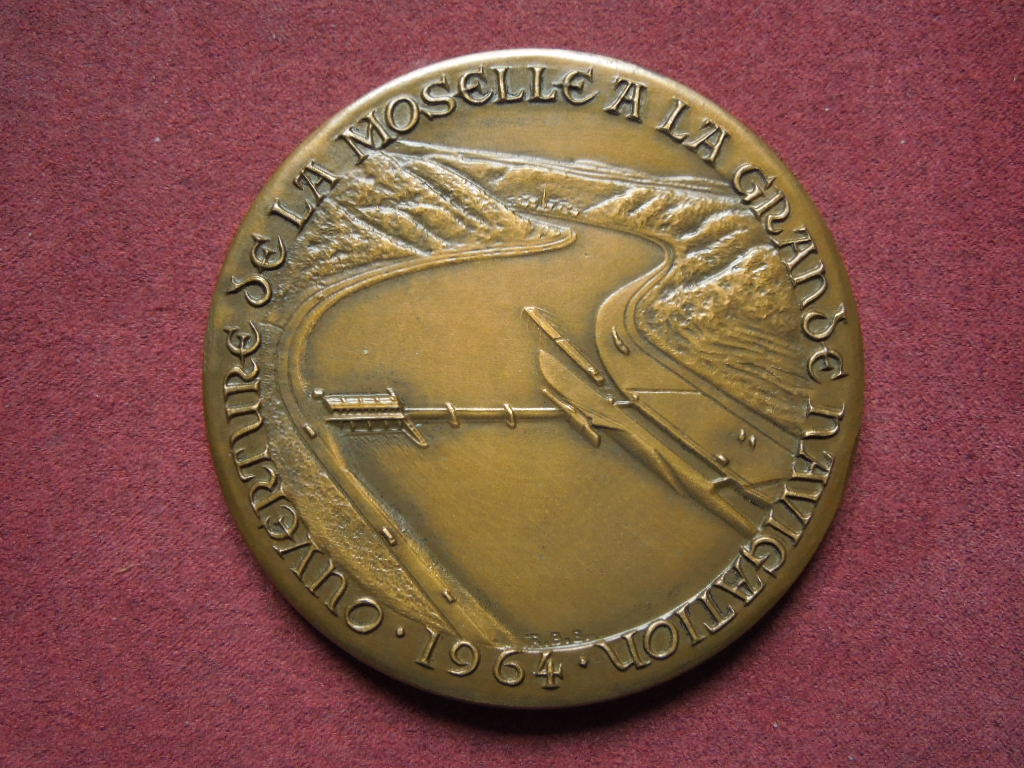 OUVERTURE DE LA MOSELLE A LA GRANDE NAVIGATION · 1964 ·